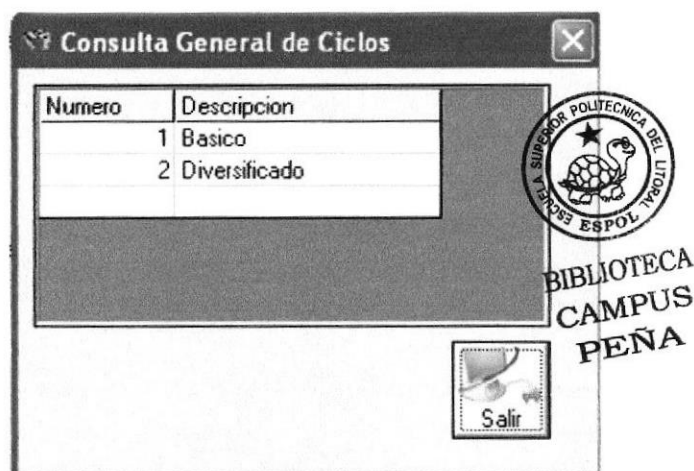 Consulta General de Ciclos
Numero Descripcion
1 Basico
2 Diversificado
ESCUELA SUPERIOR POLITECNICA DEL LITORAL
ESPOL
BIBLIOTECA
CAMPUS
PEÑA
Salir